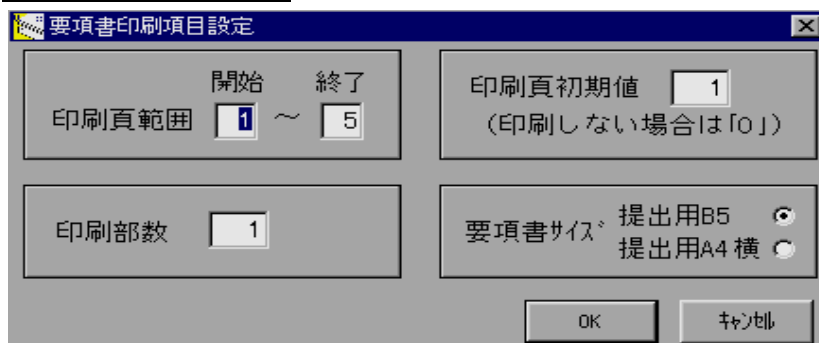 要項書印刷項目設定
開始 終了
印刷頁範囲 1 ～ 5
印刷頁初期値 1
(印刷しない場合は「0」)
印刷部数 1
要項書ｻｲｽﾞ 提出用B5
提出用A4横
OK ｷｬﾝｾﾙ